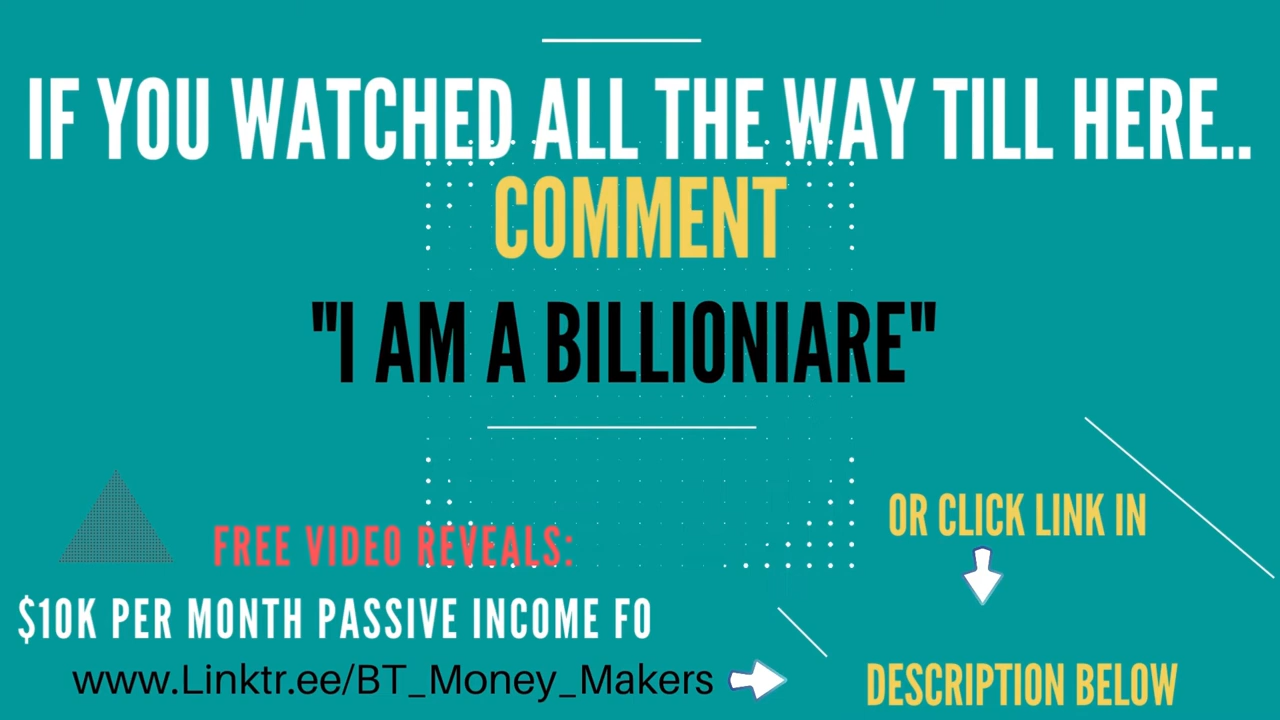 IF YOU WATCHED ALL THE WAY TILL HERE..
COMMENT
"I AM A BILLIONIARE"
FREE VIDEO REVEALS:
$10K PER MONTH PASSIVE INCOME FO
www.Linktr.ee/BT_Money_Makers
OR CLICK LINK IN
DESCRIPTION BELOW